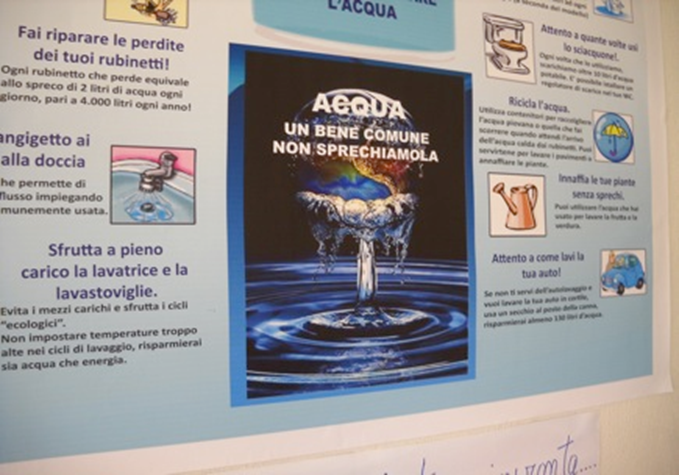 L'ACQUA
Fai riparare le perdite
dei tuoi rubinetti!
Ogni rubinetto che perde equivale
allo spreco di 2 litri di acqua ogni
giorno, pari a 4.000 litri ogni anno!
angigetto ai
alla doccia
he permette di
flusso impiegando
munemente usata.
Sfrutta a pieno
carico la lavatrice e la
lavastoviglie.
Evita i mezzi carichi e sfrutta i cicli
"ecologici".
Non impostare temperature troppo
alte nei cicli di lavaggio, risparmierai
sia acqua che energia.
ACQUA
UN BENE COMUNE
NON SPRECHIAMOLA
(a seconda del modello)
Attento a quante volte usi
lo sciacquone!.
Ogni volta che lo utilizziamo,
scarichiamo oltre 10 litri d'acqua
potabile. E' possibile installare un
regolatore di scarico nel tuo WC.
Ricicla l'acqua.
Utilizza contenitori per raccogliere
l'acqua piovana o quella che fai
scorrere quando attendi l'arrivo
dell'acqua calda dai rubinetti. Puoi
servirtene per lavare i pavimenti o
annaffiare le piante.
Innaffia le tue piante
senza sprechi.
Puoi utilizzare l'acqua che hai
usato per lavare la frutta e la
verdura.
Attento a come lavi la
tua auto!
Se non ti servi dell'autolavaggio e
vuoi lavare la tua auto in cortile,
usa un secchio al posto della canna,
risparmierai almeno 130 litri d'acqua.